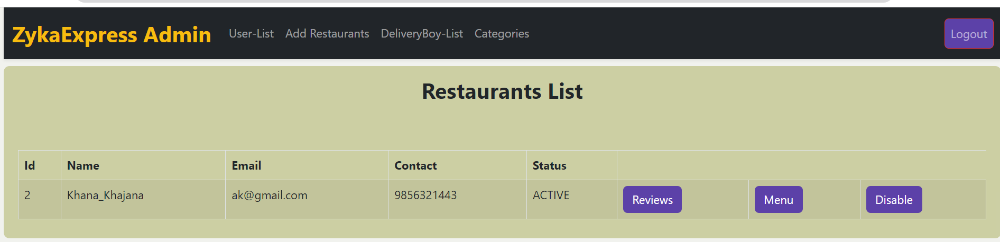 ZykaExpress Admin User-List Add Restaurants DeliveryBoy-List Categories Logout
Restaurants List
Id Name Email Contact Status
2 Khana_Khajana ak@gmail.com 9856321443 ACTIVE Reviews Menu Disable